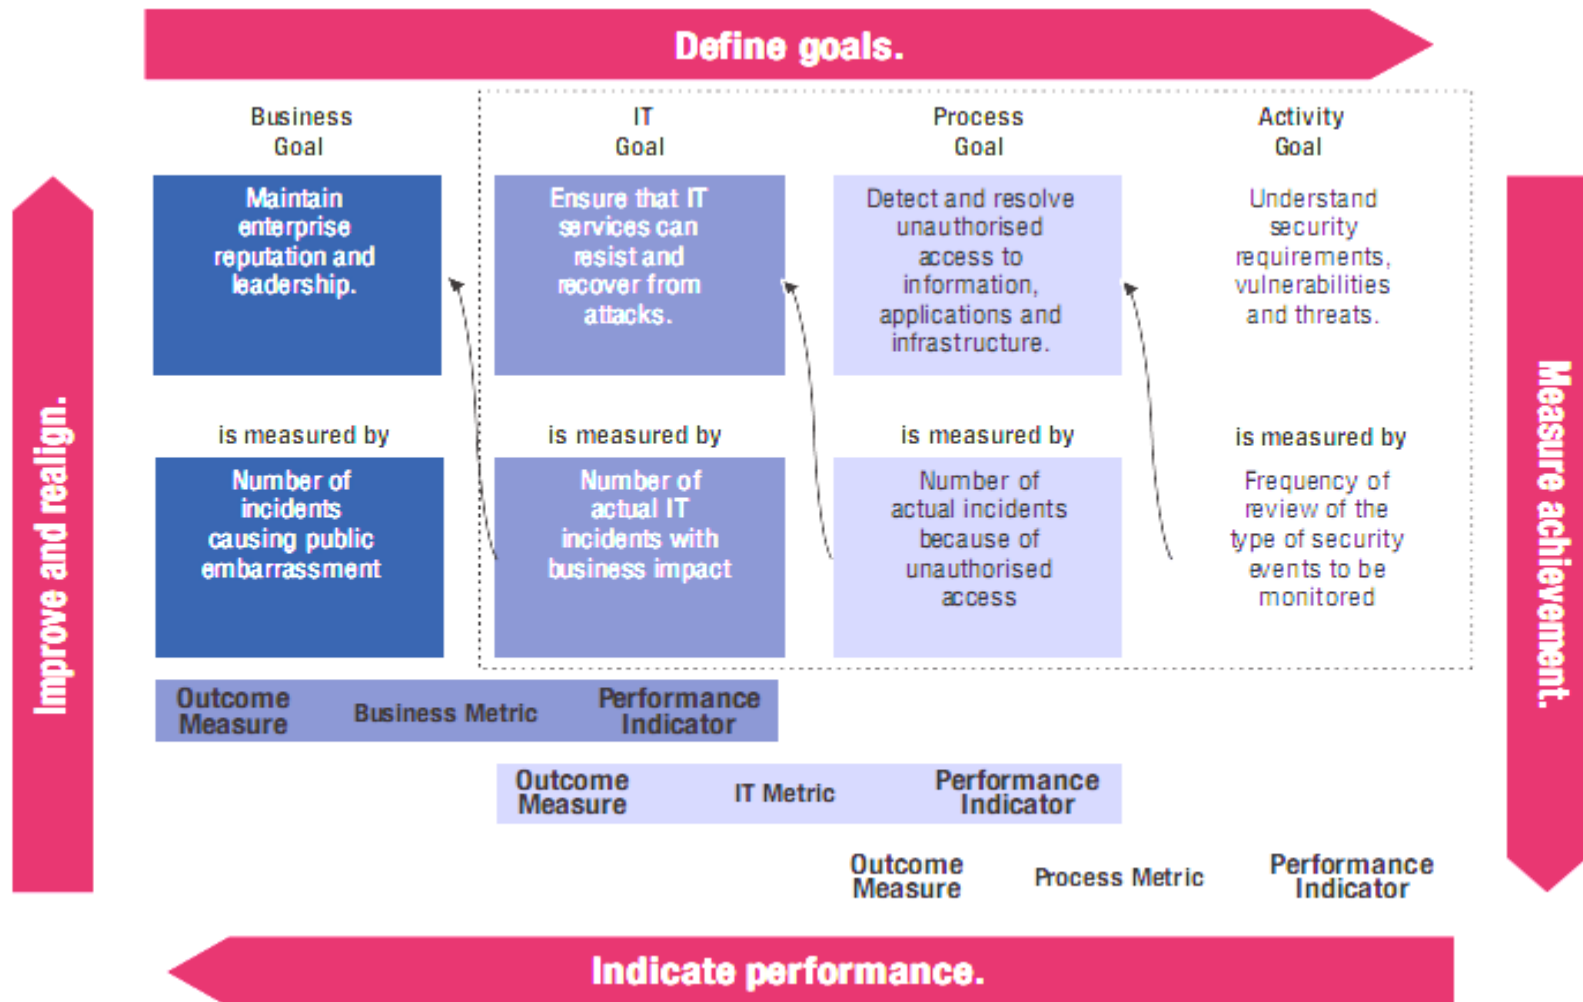 Define goals.
Business
Goal
IT
Goal
Process
Goal
Activity
Goal
Maintain
enterprise
reputation and
leadership.
Ensure that IT
services can
resist and
recover from
attacks.
Detect and resolve
unauthorised
access to
information,
applications and
infrastructure.
Understand
security
requirements,
vulnerabilities
and threats.
is measured by
is measured by
is measured by
is measured by
Number of
incidents
causing public
embarrassment
Number of
actual IT
incidents with
business impact
Number of
actual incidents
because of
unauthorised
access
Frequency of
review of the
type of security
events to be
monitored
Improve and realign.
Measure achievement.
Outcome
Measure
Business Metric
Performance
Indicator
Outcome
Measure
IT Metric
Performance
Indicator
Outcome
Measure
Process Metric
Performance
Indicator
Indicate performance.